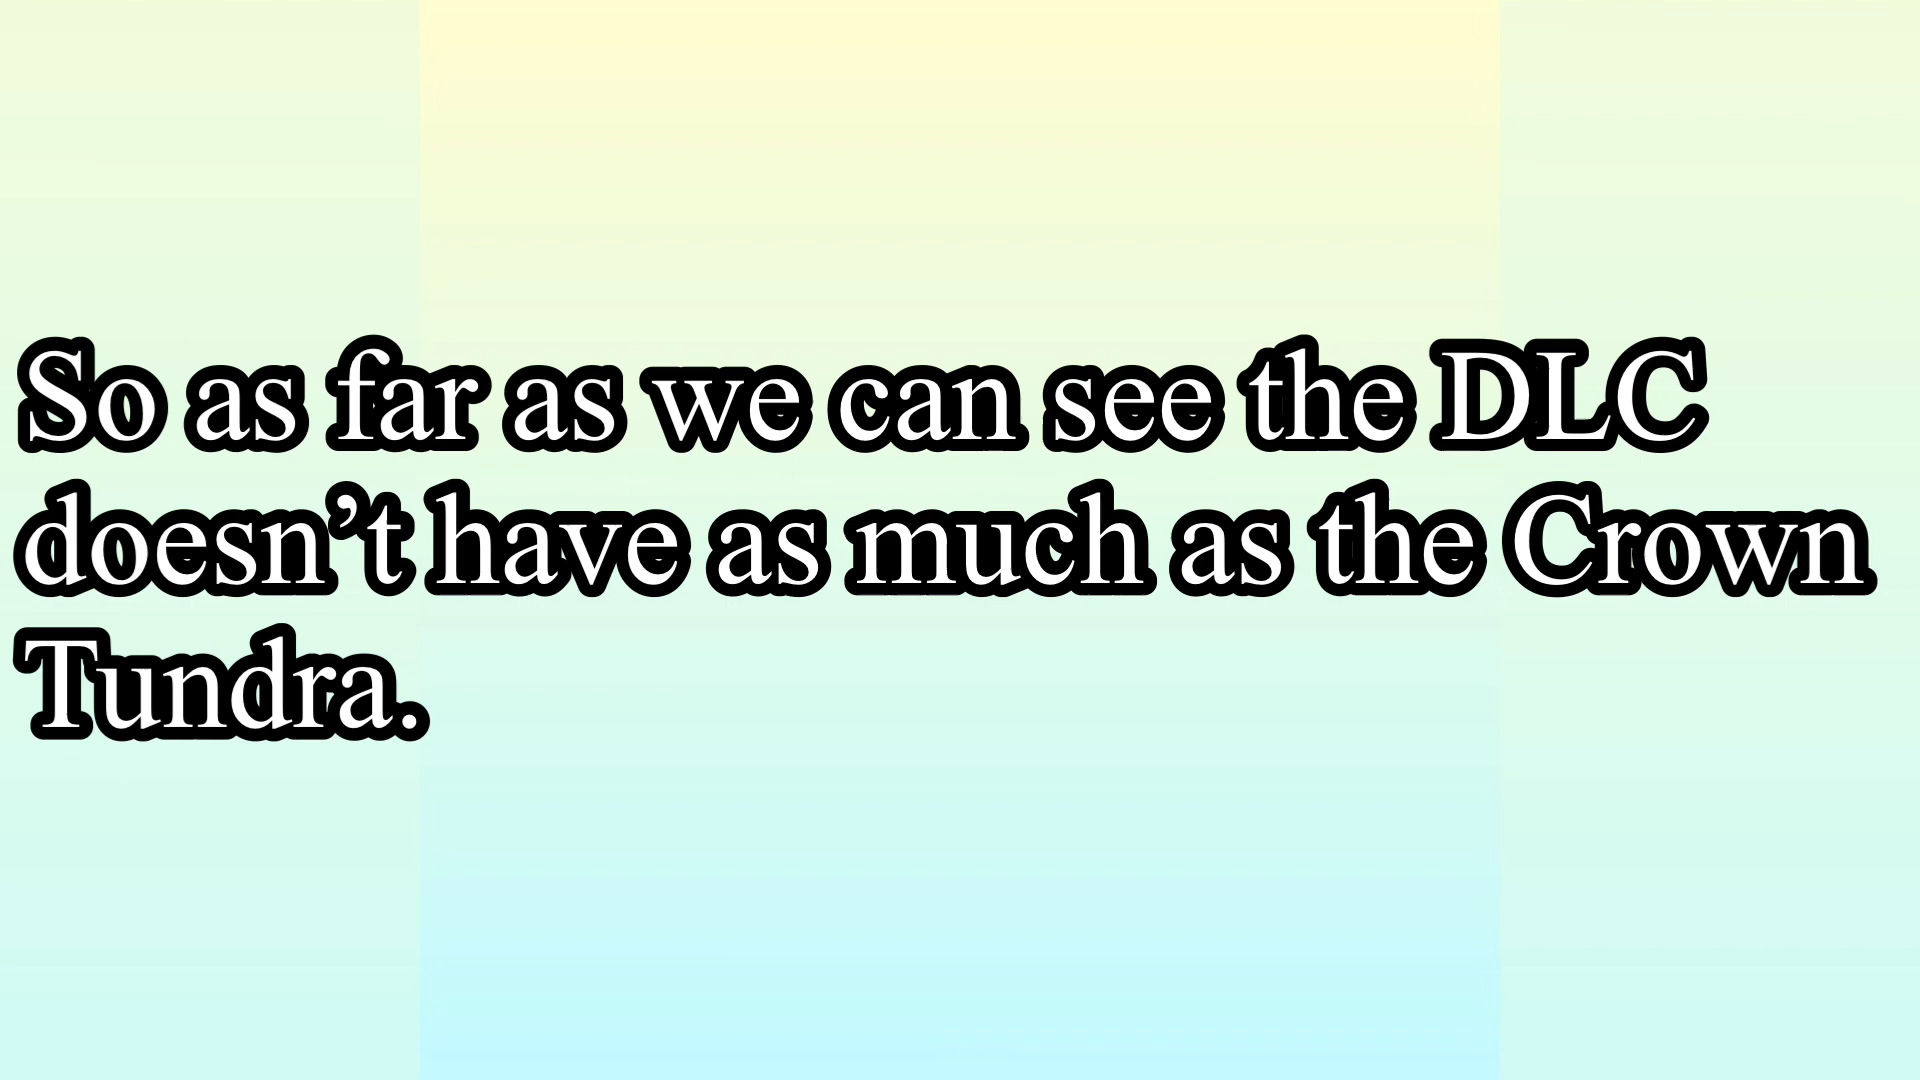 So as far as we can see the DLC
doesn’t have as much as the Crown
Tundra.